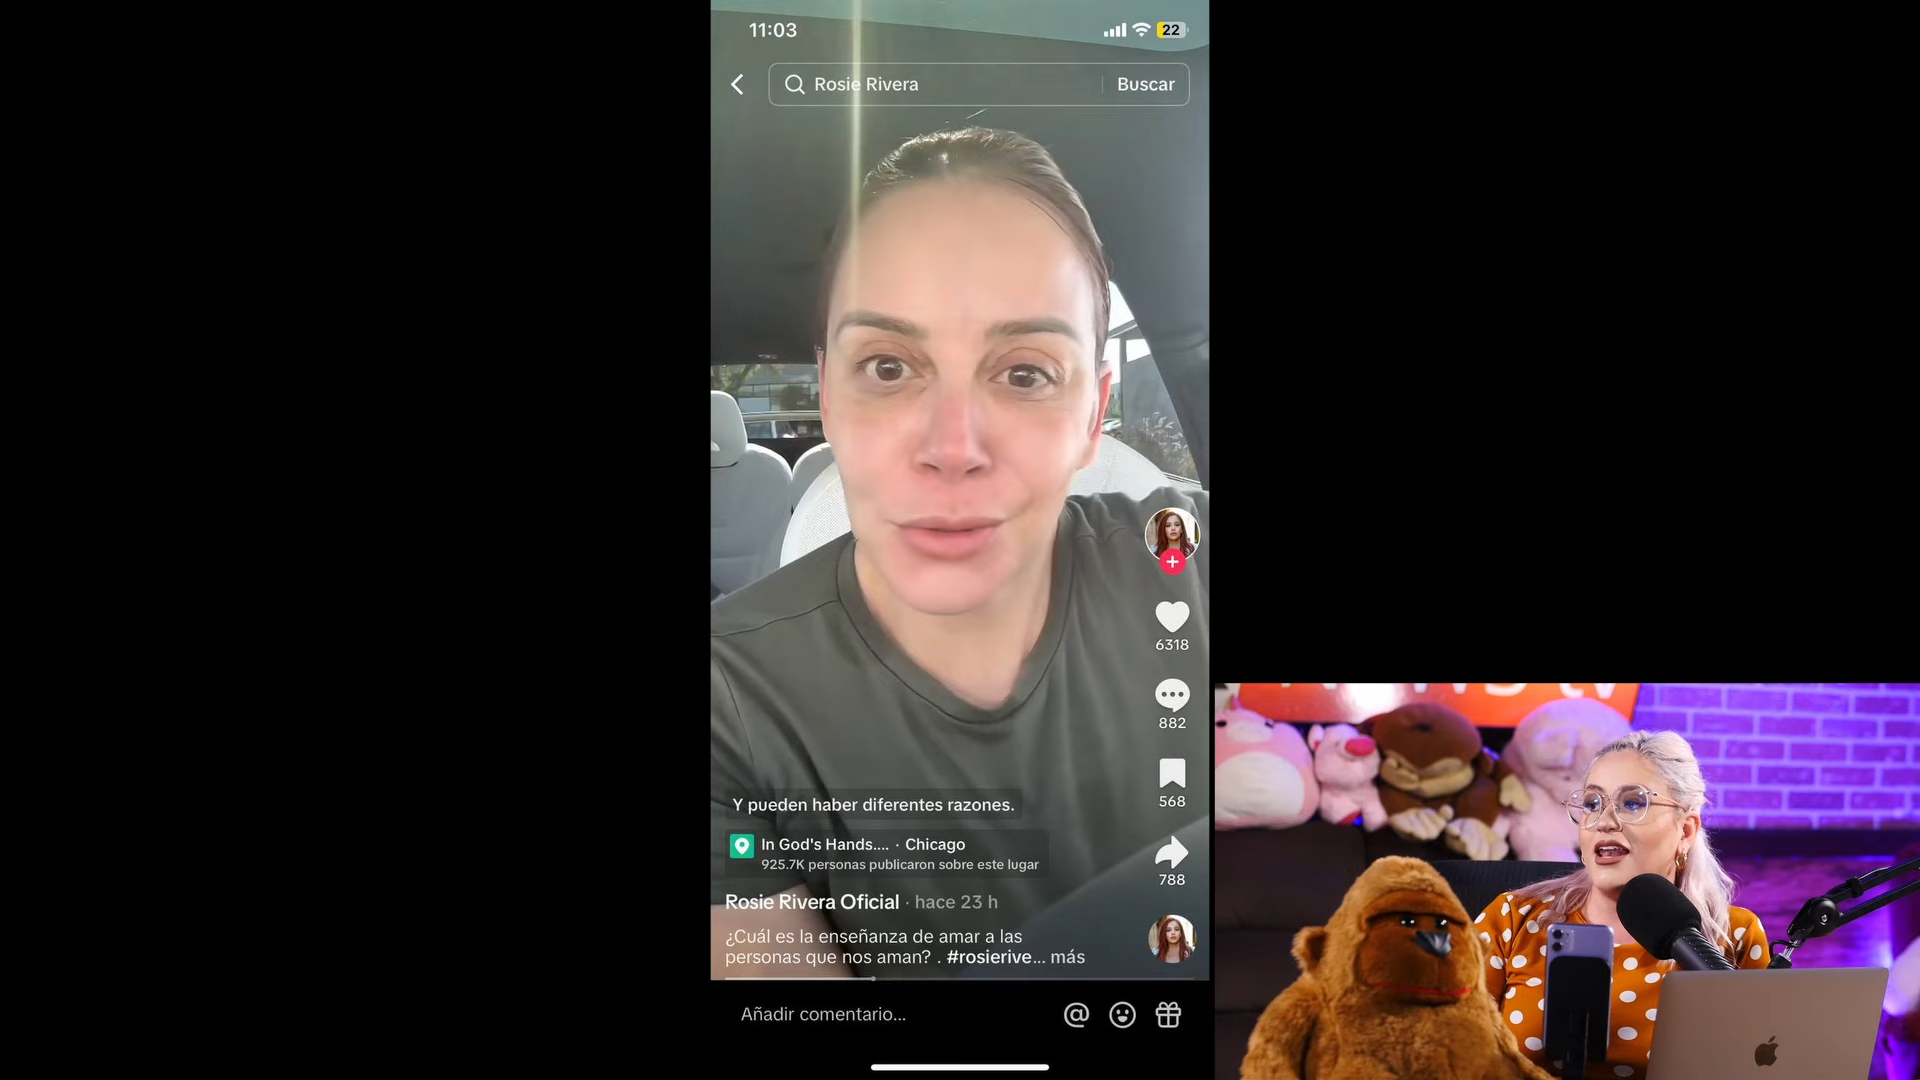 11:03
22
Rosie Rivera
Buscar
6318
882
568
788
Y pueden haber diferentes razones.
In God's Hands.... · Chicago
925.7K personas publicaron sobre este lugar
Rosie Rivera Oficial · hace 23 h
¿Cuál es la enseñanza de amar a las
personas que nos aman? . #rosierive... más
Añadir comentario...